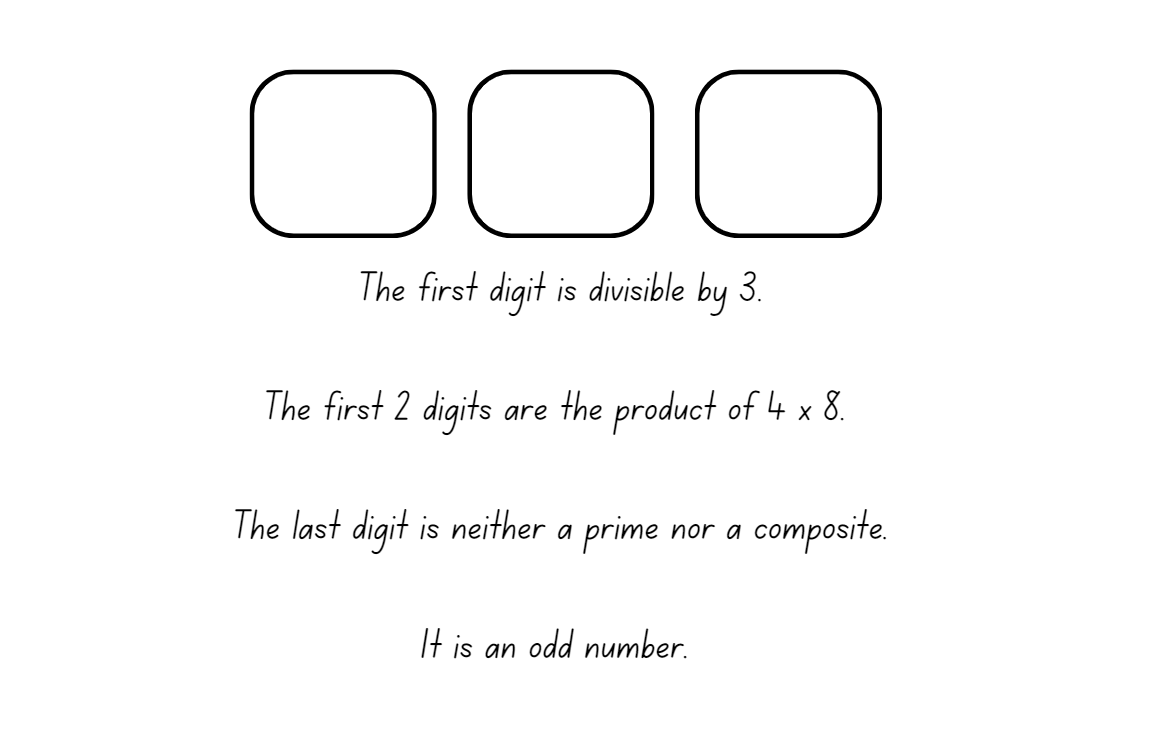 The first digit is divisible by 3.
The first 2 digits are the product of 4 x 8.
The last digit is neither a prime nor a composite.
It is an odd number.